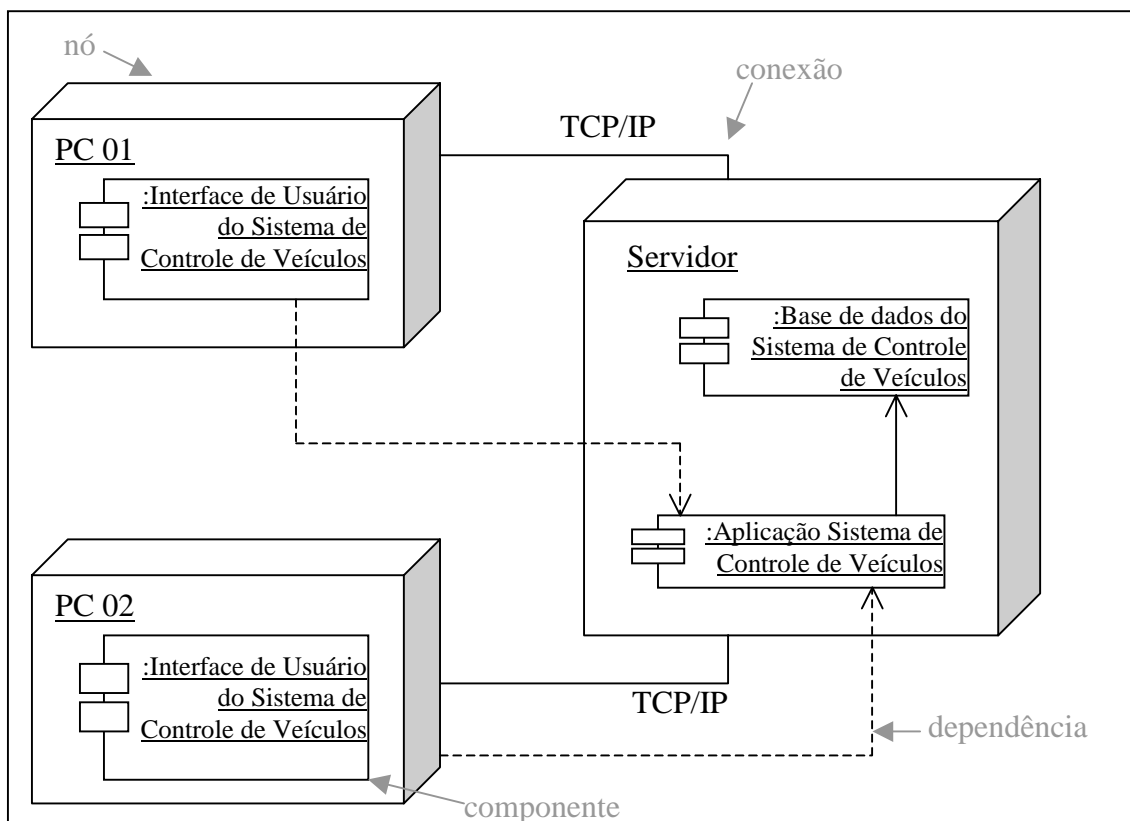 nó
conexão
TCP/IP
PC 01
:Interface de Usuário
do Sistema de
Controle de Veículos
Servidor
:Base de dados do
Sistema de Controle
de Veículos
:Aplicação Sistema de
Controle de Veículos
PC 02
:Interface de Usuário
do Sistema de
Controle de Veículos
TCP/IP
dependência
componente